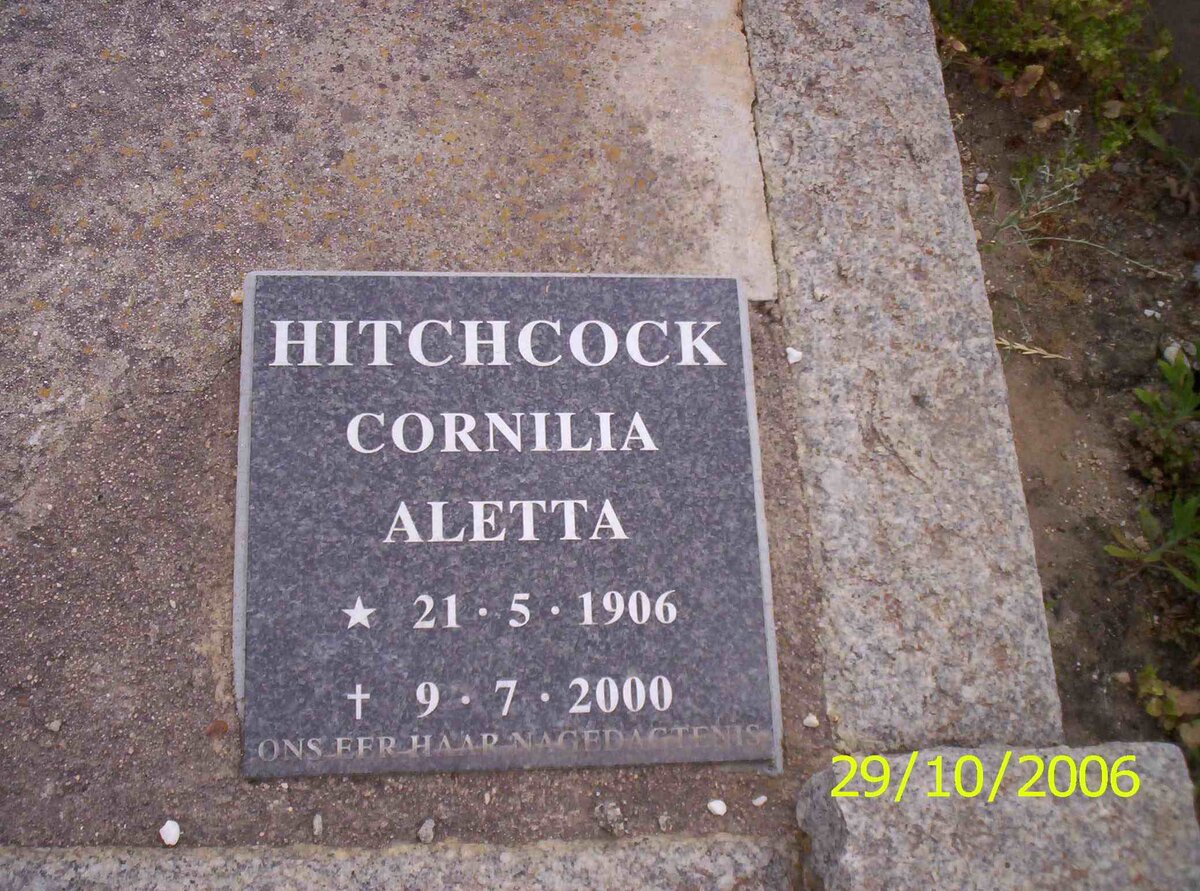 HITCHCOCK
CORNILIA
ALETTA
★ 21 · 5 · 1906
† 9 · 7 · 2000
ONS EER HAAR NAGEDAGTENIS
29/10/2006